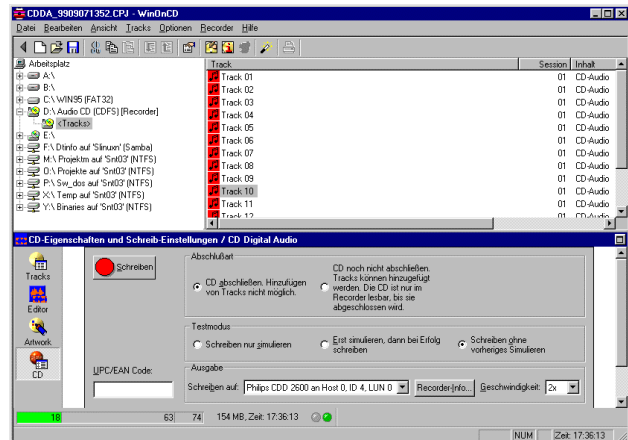 CDDA_9909071352.CPJ - WinOnCD
Datei Bearbeiten Ansicht Tracks Optionen Recorder Hilfe
Arbeitsplatz
A:\
B:\
C:\ WIN95 (FAT32)
D:\ Audio CD (CDFS) [Recorder]
<Tracks>
E:\
F:\ Dtinfo auf 'Slinuxn' (Samba)
M:\ Projektm auf 'Snt03' (NTFS)
O:\ Projekte auf 'Snt03' (NTFS)
P:\ Sw_dos auf 'Snt03' (NTFS)
X:\ Temp auf 'Snt03' (NTFS)
Y:\ Binaries auf 'Snt03' (NTFS)
Track Session Inhalt
Track 01 01 CD-Audio
Track 02 01 CD-Audio
Track 03 01 CD-Audio
Track 04 01 CD-Audio
Track 05 01 CD-Audio
Track 06 01 CD-Audio
Track 07 01 CD-Audio
Track 08 01 CD-Audio
Track 09 01 CD-Audio
Track 10 01 CD-Audio
Track 11 01 CD-Audio
Track 12 01 CD-Audio
CD-Eigenschaften und Schreib-Einstellungen / CD Digital Audio
Tracks
Editor
Artwork
CD
Schreiben
UPC/EAN Code:
Abschlußart
CD abschließen. Hinzufügen
von Tracks nicht möglich.
CD noch nicht abschließen.
Tracks können hinzugefügt
werden. Die CD ist nur im
Recorder lesbar, bis sie
abgeschlossen wird.
Testmodus
Schreiben nur simulieren
Erst simulieren, dann bei Erfolg
schreiben
Schreiben ohne
vorheriges Simulieren
Ausgabe
Schreiben auf: Philips CDD 2600 an Host 0, ID 4, LUN 0 Recorder-Info... Geschwindigkeit: 2x
18 63 74 154 MB, Zeit: 17:36:13
NUM Zeit: 17:36:13